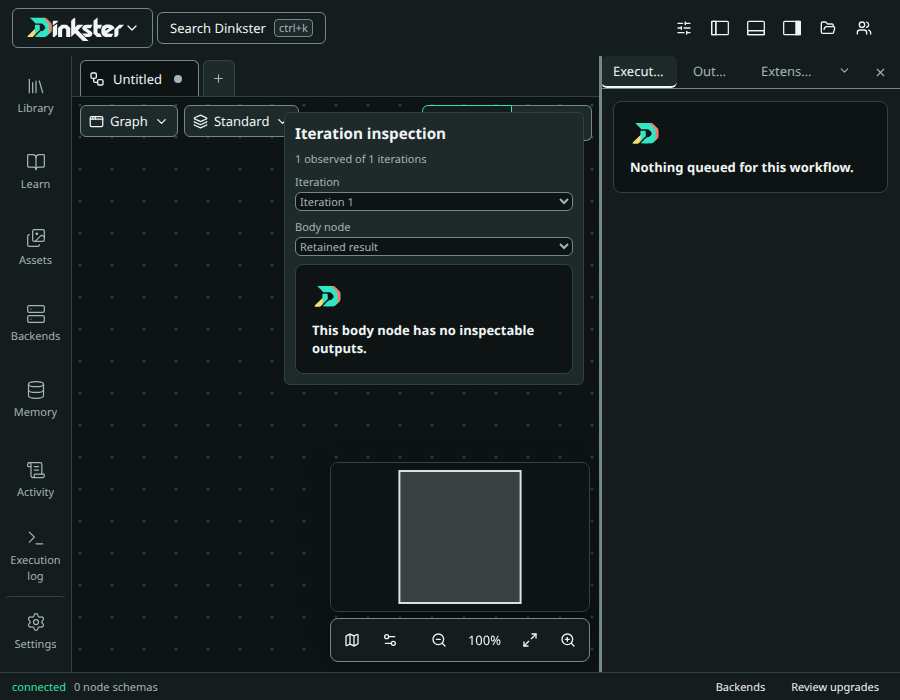 Dinkster
Search Dinkster ctrl+k
Library
Learn
Assets
Backends
Memory
Activity
Execution
log
Settings
Untitled
Graph
Standard
Iteration inspection
1 observed of 1 iterations
Iteration
Iteration 1
Body node
Retained result
This body node has no inspectable
outputs.
100%
Execut...
Out...
Extens...
Nothing queued for this workflow.
connected 0 node schemas
Backends
Review upgrades